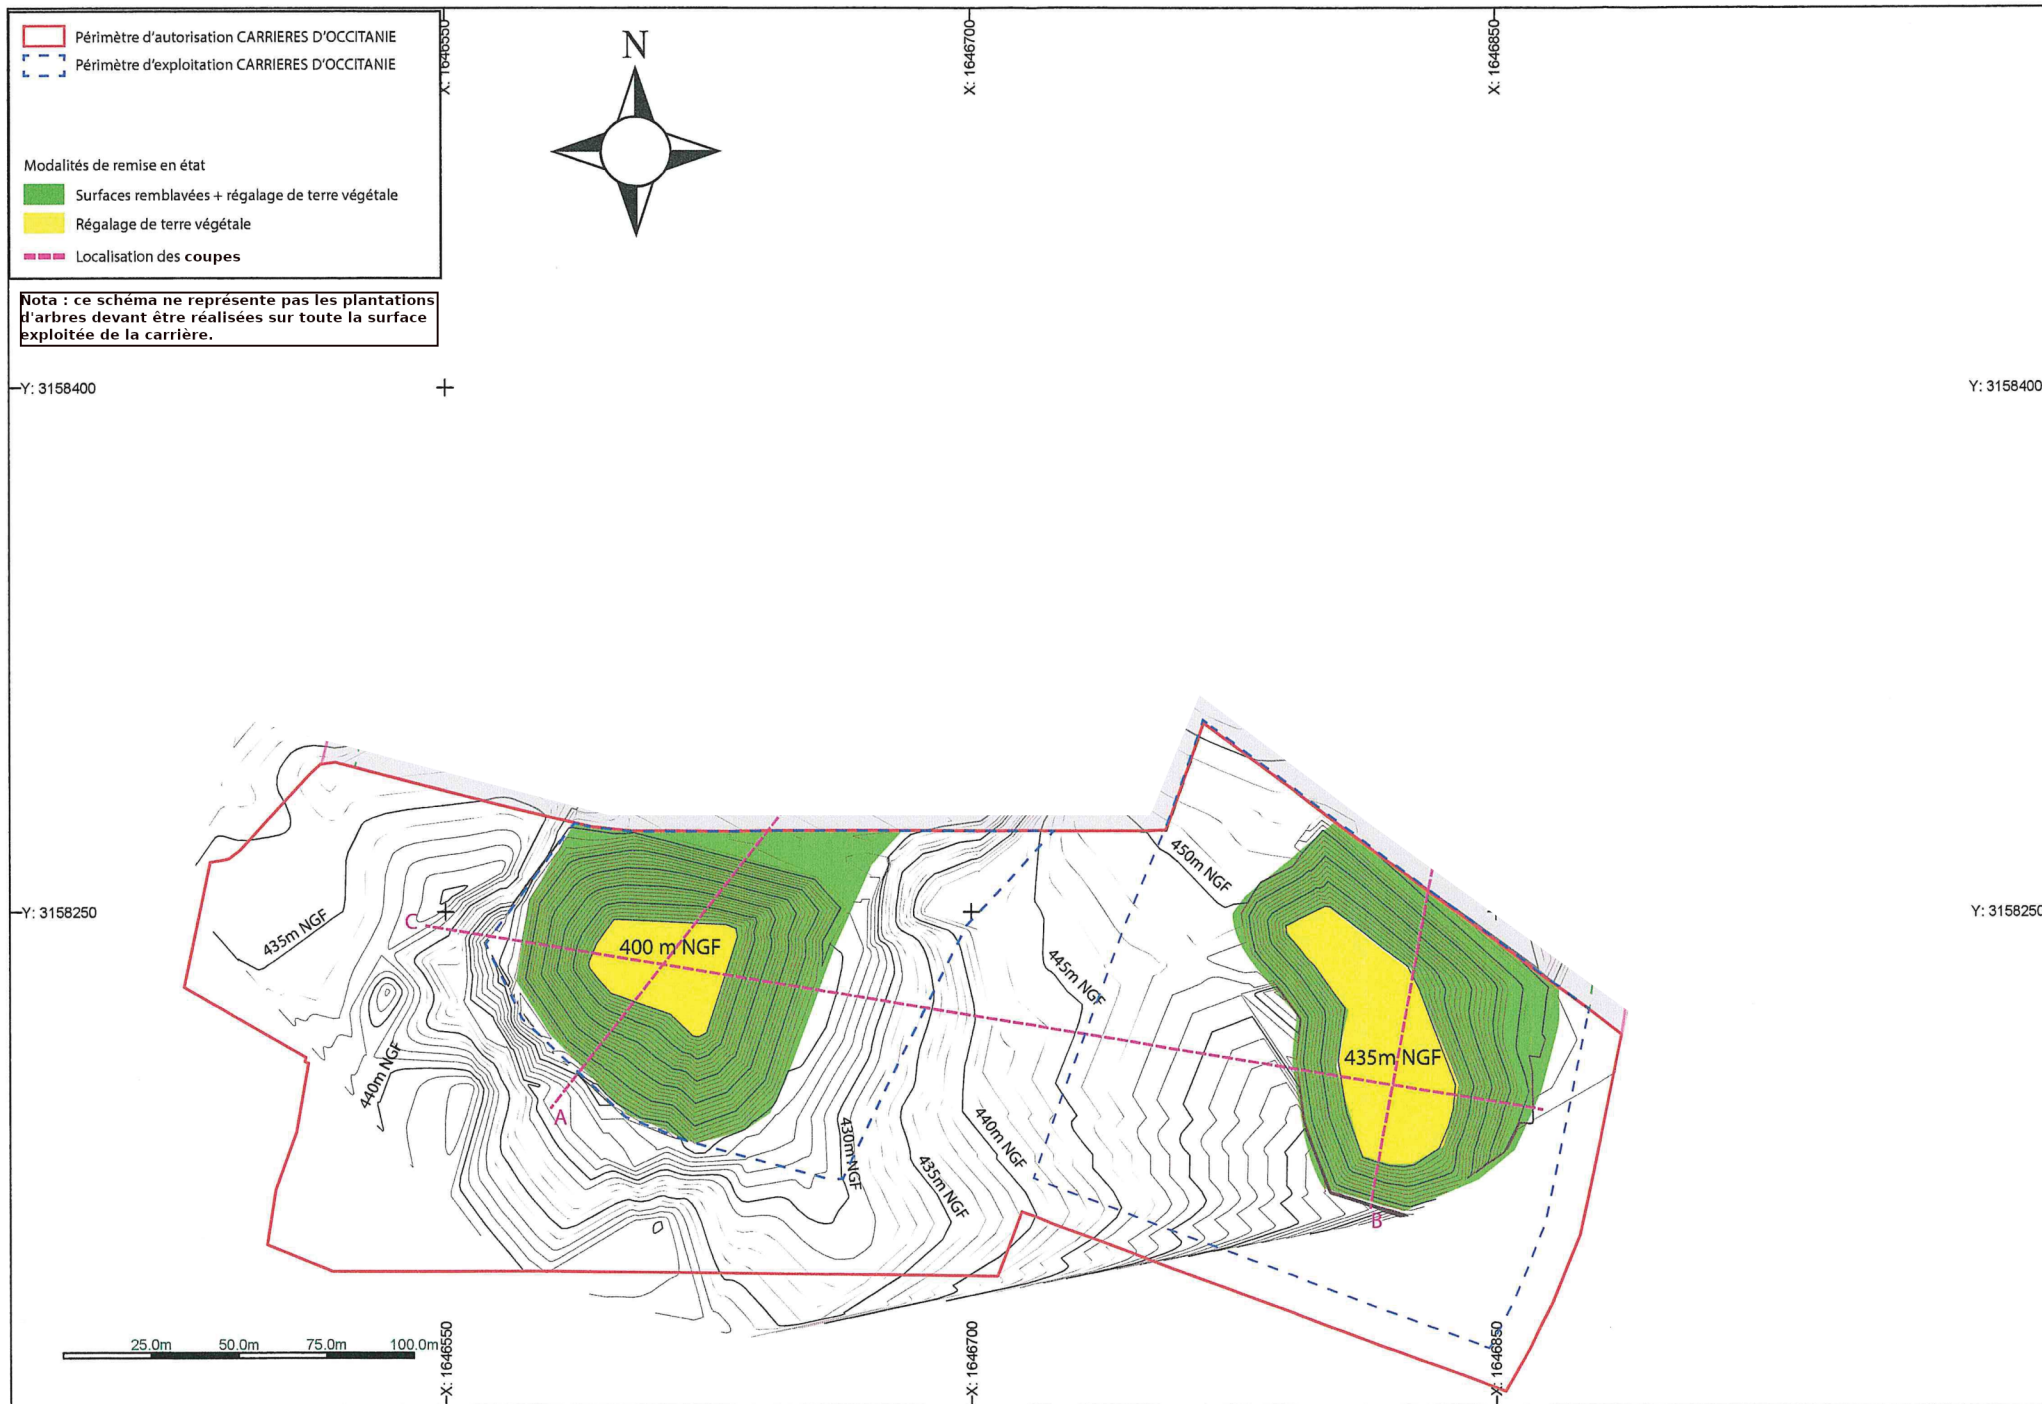 Périmètre d'autorisation CARRIERES D'OCCITANIE
Périmètre d'exploitation CARRIERES D'OCCITANIE
Modalités de remise en état
Surfaces remblavées + régalage de terre végétale
Régalage de terre végétale
Localisation des coupes
Nota : ce schéma ne représente pas les plantations
d'arbres devant être réalisées sur toute la surface
exploitée de la carrière.
X: 1646550
X: 1646700
X: 1646850
N
Y: 3158400
Y: 3158400
450m NGF
Y: 3158250
Y: 3158250
C
435m NGF
400 m NGF
445m NGF
435m NGF
440m NGF
A
440m NGF
430m NGF
435m NGF
B
25.0m
50.0m
75.0m
100.0m
X: 1646550
X: 1646700
X: 1646850